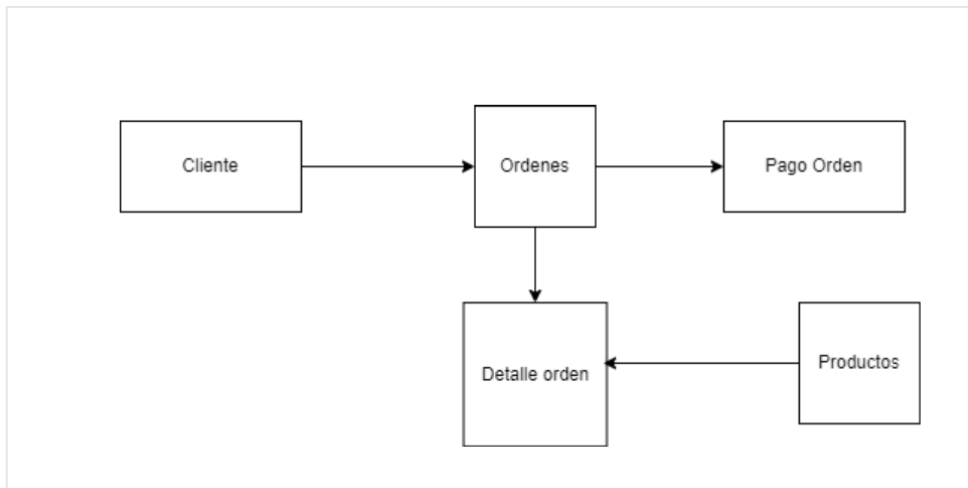 Cliente
Ordenes
Pago Orden
Detalle orden
Productos